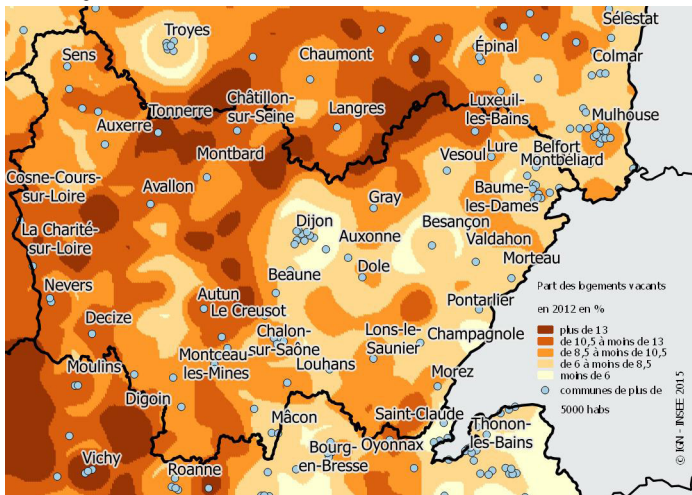 Troyes
Sélestat
Sens
Chaumont
Épinal
Colmar
Châtillon-
sur-Seine
Tonnerre
Langres
Luxeuil-
les-Bains
Mulhouse
Auxerre
Montbard
Vesoul
Lure
Belfort
Montbéliard
Cosne-Cours-
sur-Loire
Avallon
Gray
Baume-
les-Dames
La Charité-
sur-Loire
Dijon
Auxonne
Besançon
Valdahon
Morteau
Nevers
Beaune
Dole
Decize
Autun
Le Creusot
Pontarlier
Chalon-
sur-Saône
Lons-le-
Saunier
Champagnole
Moulins
Montceau-
les-Mines
Louhans
Morez
Digoin
Mâcon
Saint-Claude
Thonon-
les-Bains
Vichy
Roanne
Bourg-
en-Bresse
Oyonnax
Part des logements vacants
en 2012 en %
plus de 13
de 10,5 à moins de 13
de 8,5 à moins de 10,5
de 6 à moins de 8,5
moins de 6
communes de plus de
5000 habs
© IGN - INSEE 2015